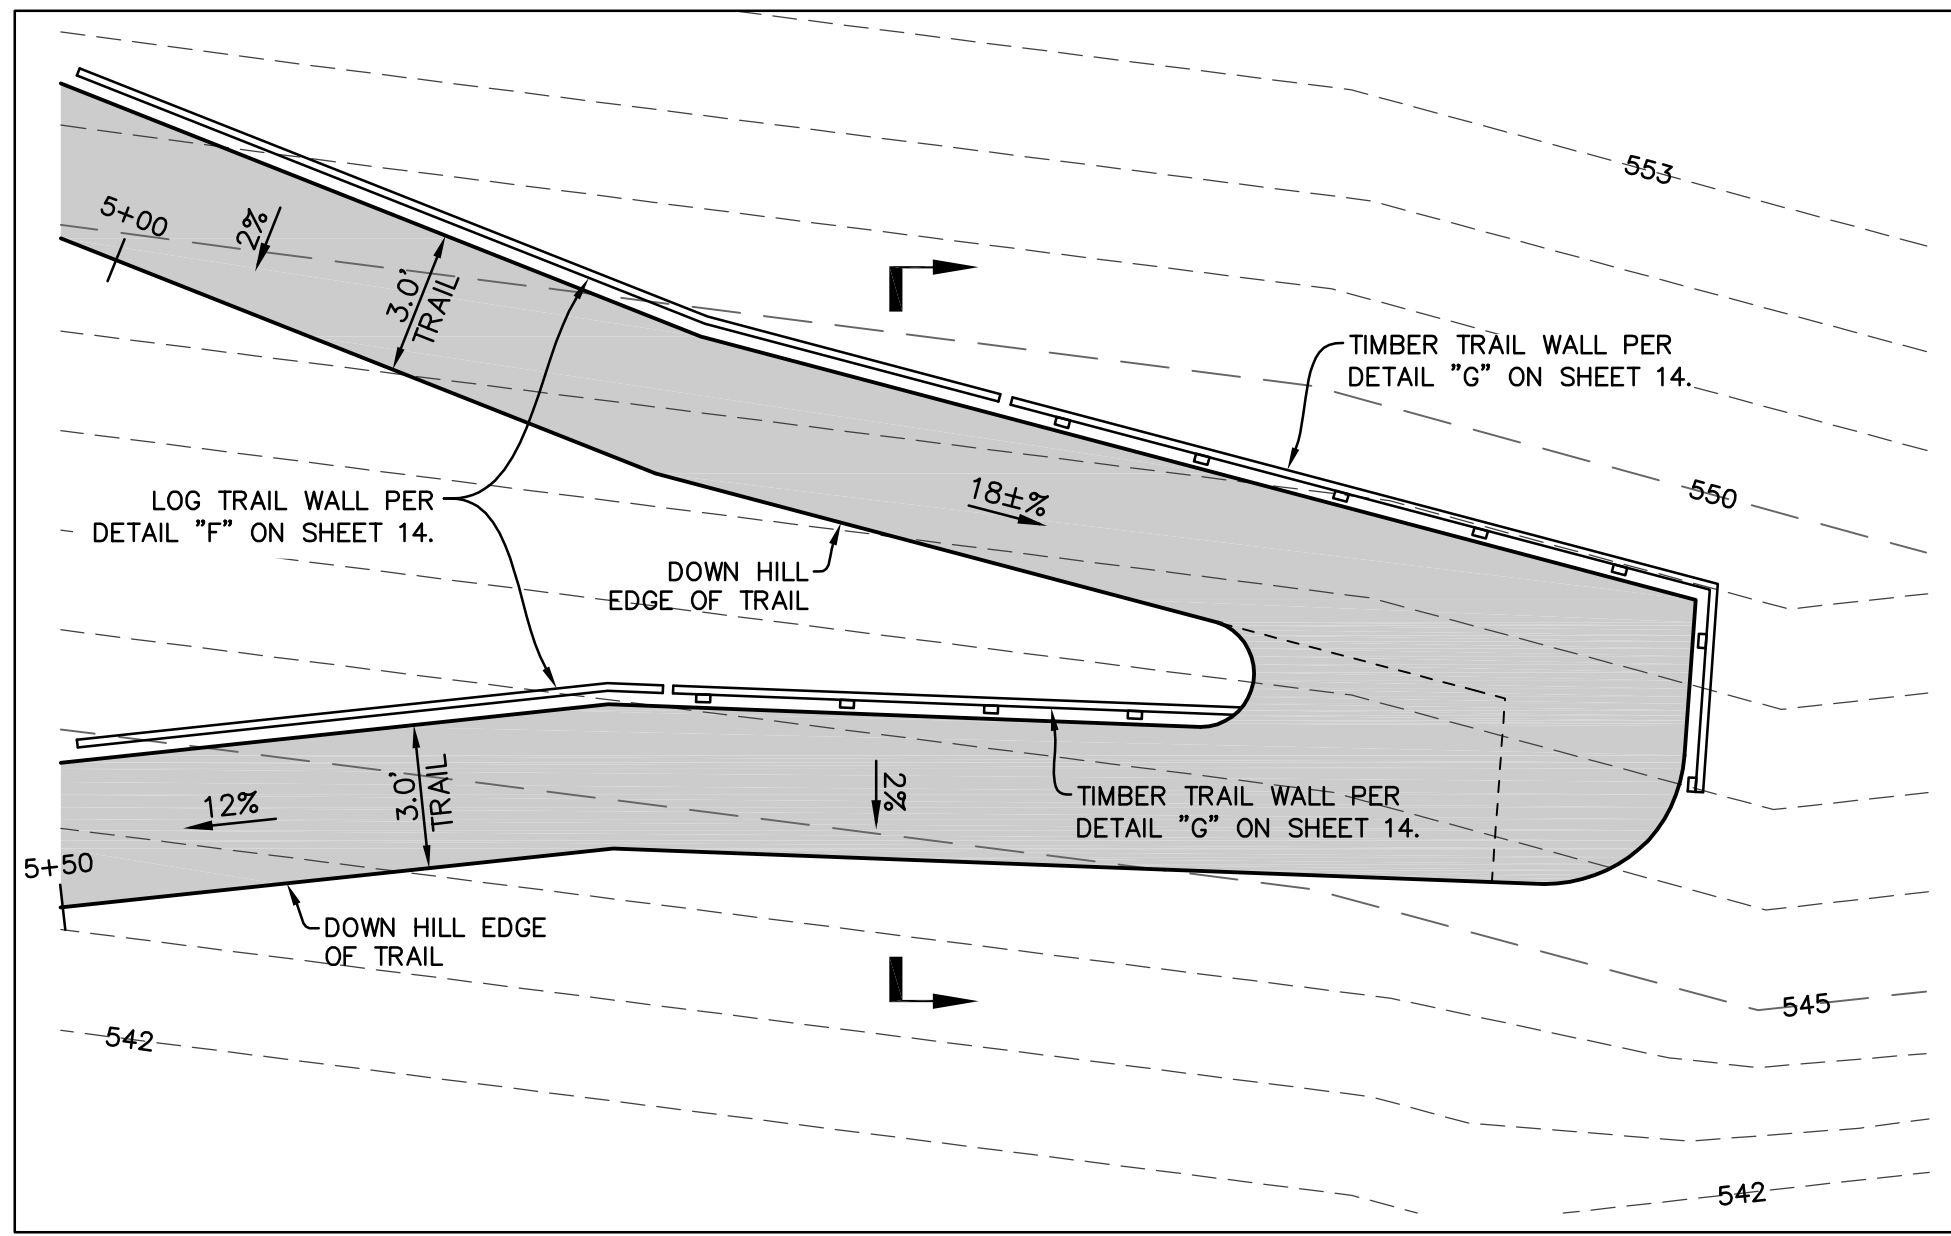 553
5+00
2%
3.0'
TRAIL
TIMBER TRAIL WALL PER
DETAIL "G" ON SHEET 14.
550
LOG TRAIL WALL PER
DETAIL "F" ON SHEET 14.
18±%
DOWN HILL
EDGE OF TRAIL
12%
3.0'
TRAIL
2%
TIMBER TRAIL WALL PER
DETAIL "G" ON SHEET 14.
5+50
DOWN HILL EDGE
OF TRAIL
545
542
542